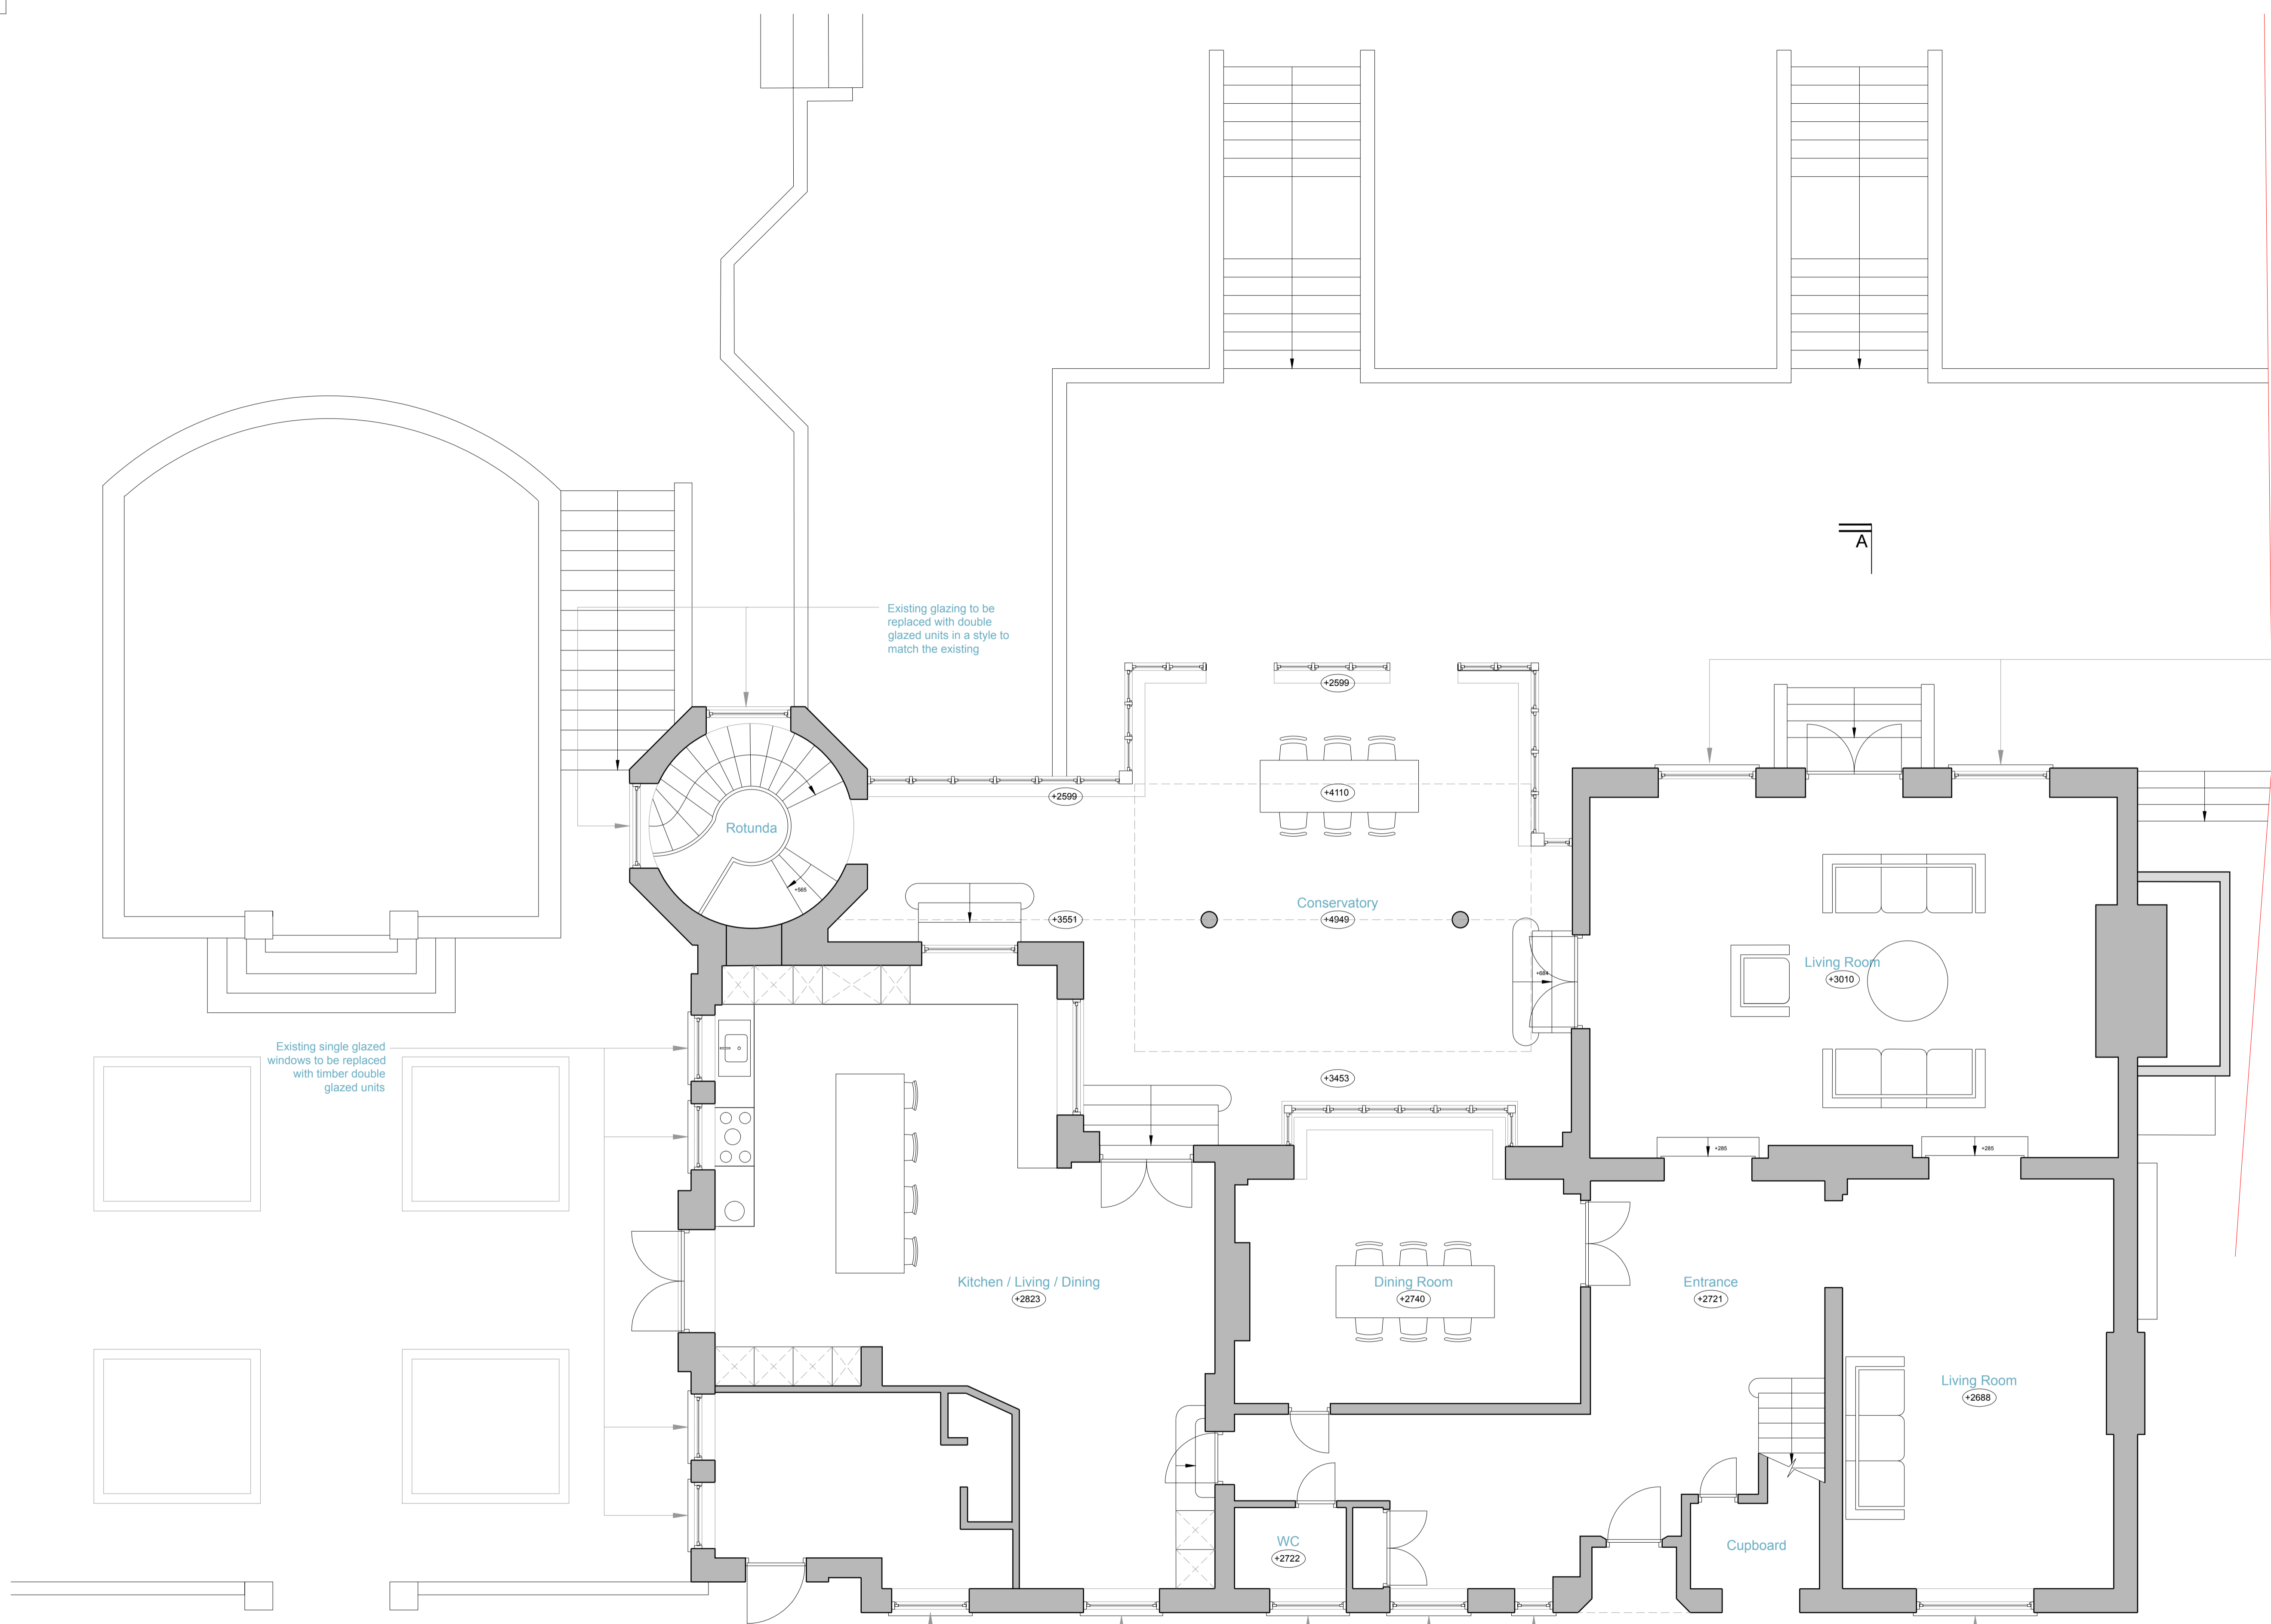 A
Existing glazing to be
replaced with double
glazed units in a style to
match the existing
+2599
+2599
+4110
Rotunda
+565
+3551
Conservatory
+4949
Living Room
+3010
+684
Existing single glazed
windows to be replaced
with timber double
glazed units
+3453
+285
+285
Kitchen / Living / Dining
+2823
Dining Room
+2740
Entrance
+2721
Living Room
+2688
WC
+2722
Cupboard